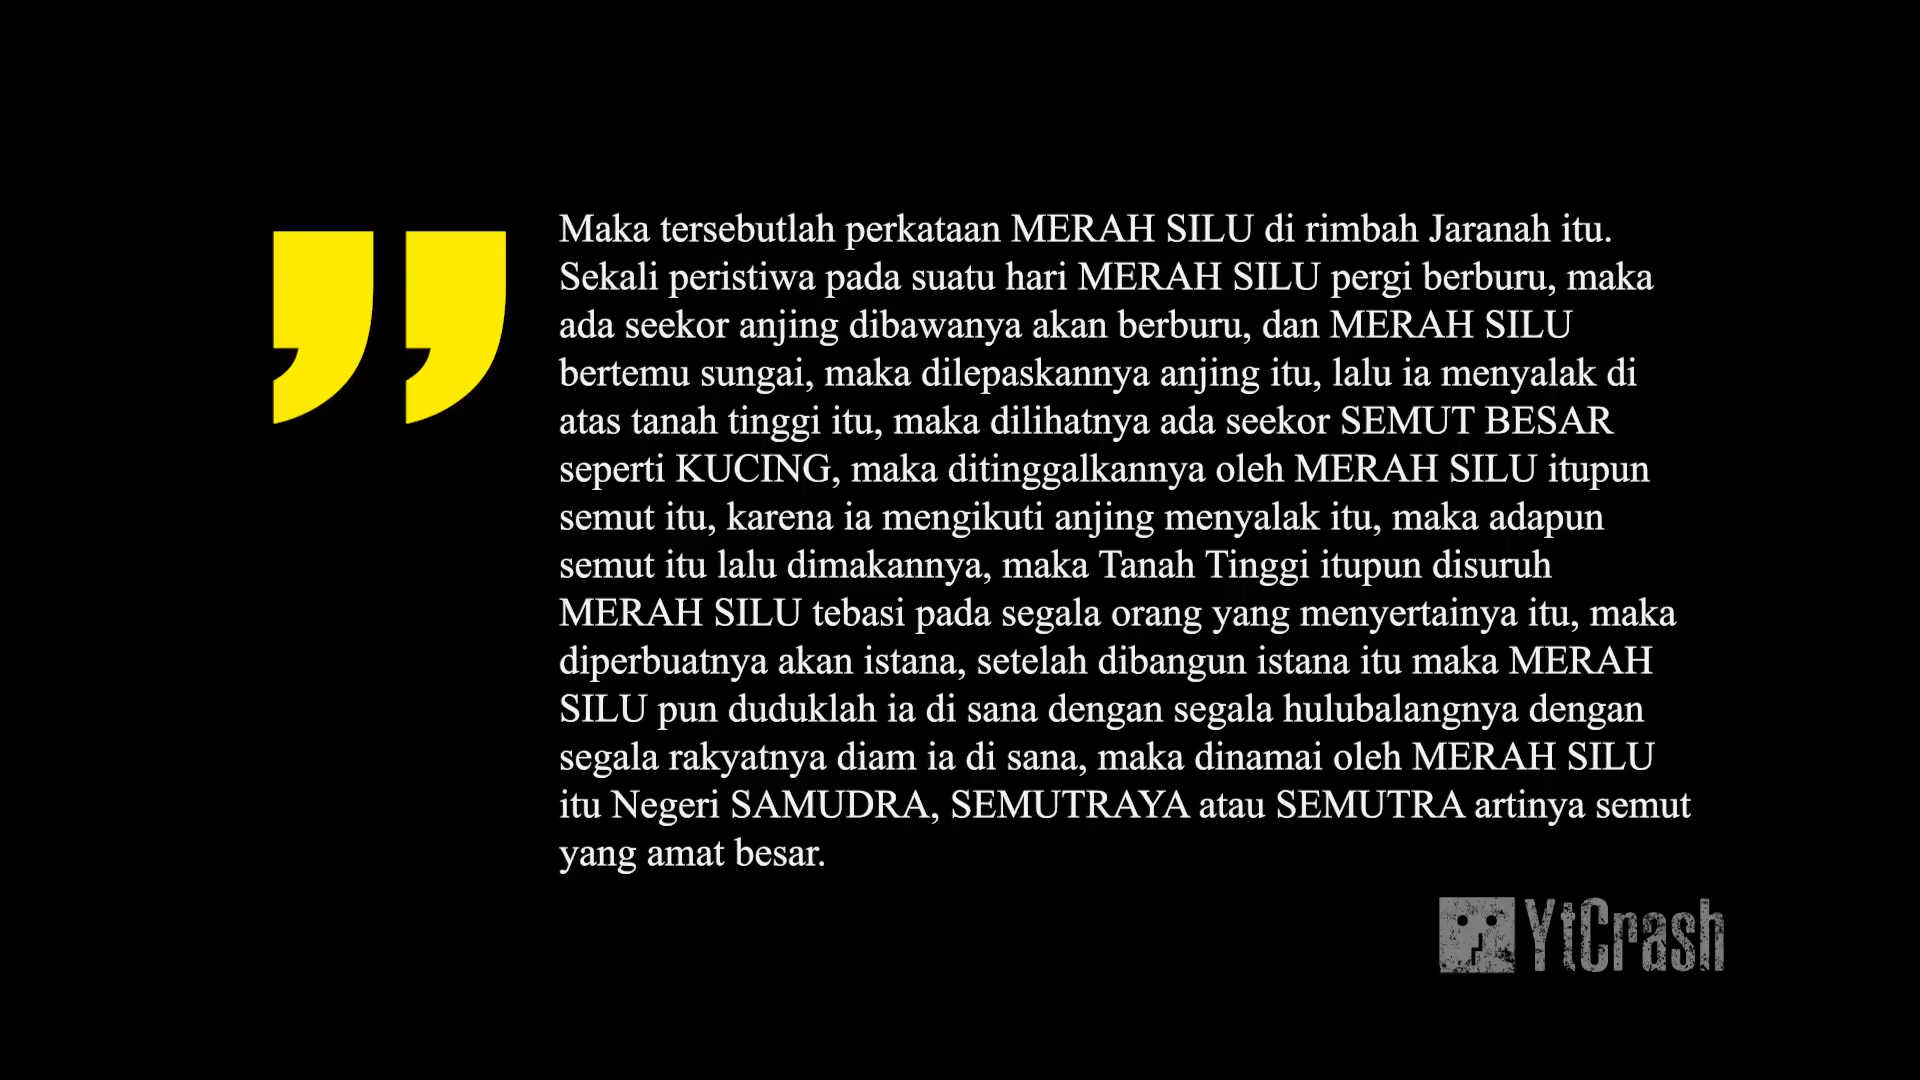 Maka tersebutlah perkataan MERAH SILU di rimbah Jaranah itu.
Sekali peristiwa pada suatu hari MERAH SILU pergi berburu, maka
ada seekor anjing dibawanya akan berburu, dan MERAH SILU
bertemu sungai, maka dilepaskannya anjing itu, lalu ia menyalak di
atas tanah tinggi itu, maka dilihatnya ada seekor SEMUT BESAR
seperti KUCING, maka ditinggalkannya oleh MERAH SILU itupun
semut itu, karena ia mengikuti anjing menyalak itu, maka adapun
semut itu lalu dimakannya, maka Tanah Tinggi itupun disuruh
MERAH SILU tebasi pada segala orang yang menyertainya itu, maka
diperbuatnya akan istana, setelah dibangun istana itu maka MERAH
SILU pun duduklah ia di sana dengan segala hulubalangnya dengan
segala rakyatnya diam ia di sana, maka dinamai oleh MERAH SILU
itu Negeri SAMUDRA, SEMUTRAYA atau SEMUTRA artinya semut
yang amat besar.
YtCrash